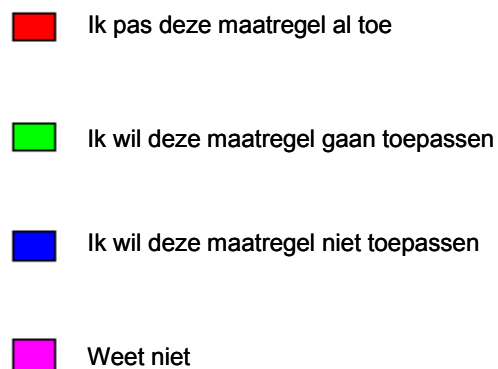 Ik pas deze maatregel al toe
Ik wil deze maatregel gaan toepassen
Ik wil deze maatregel niet toepassen
Weet niet